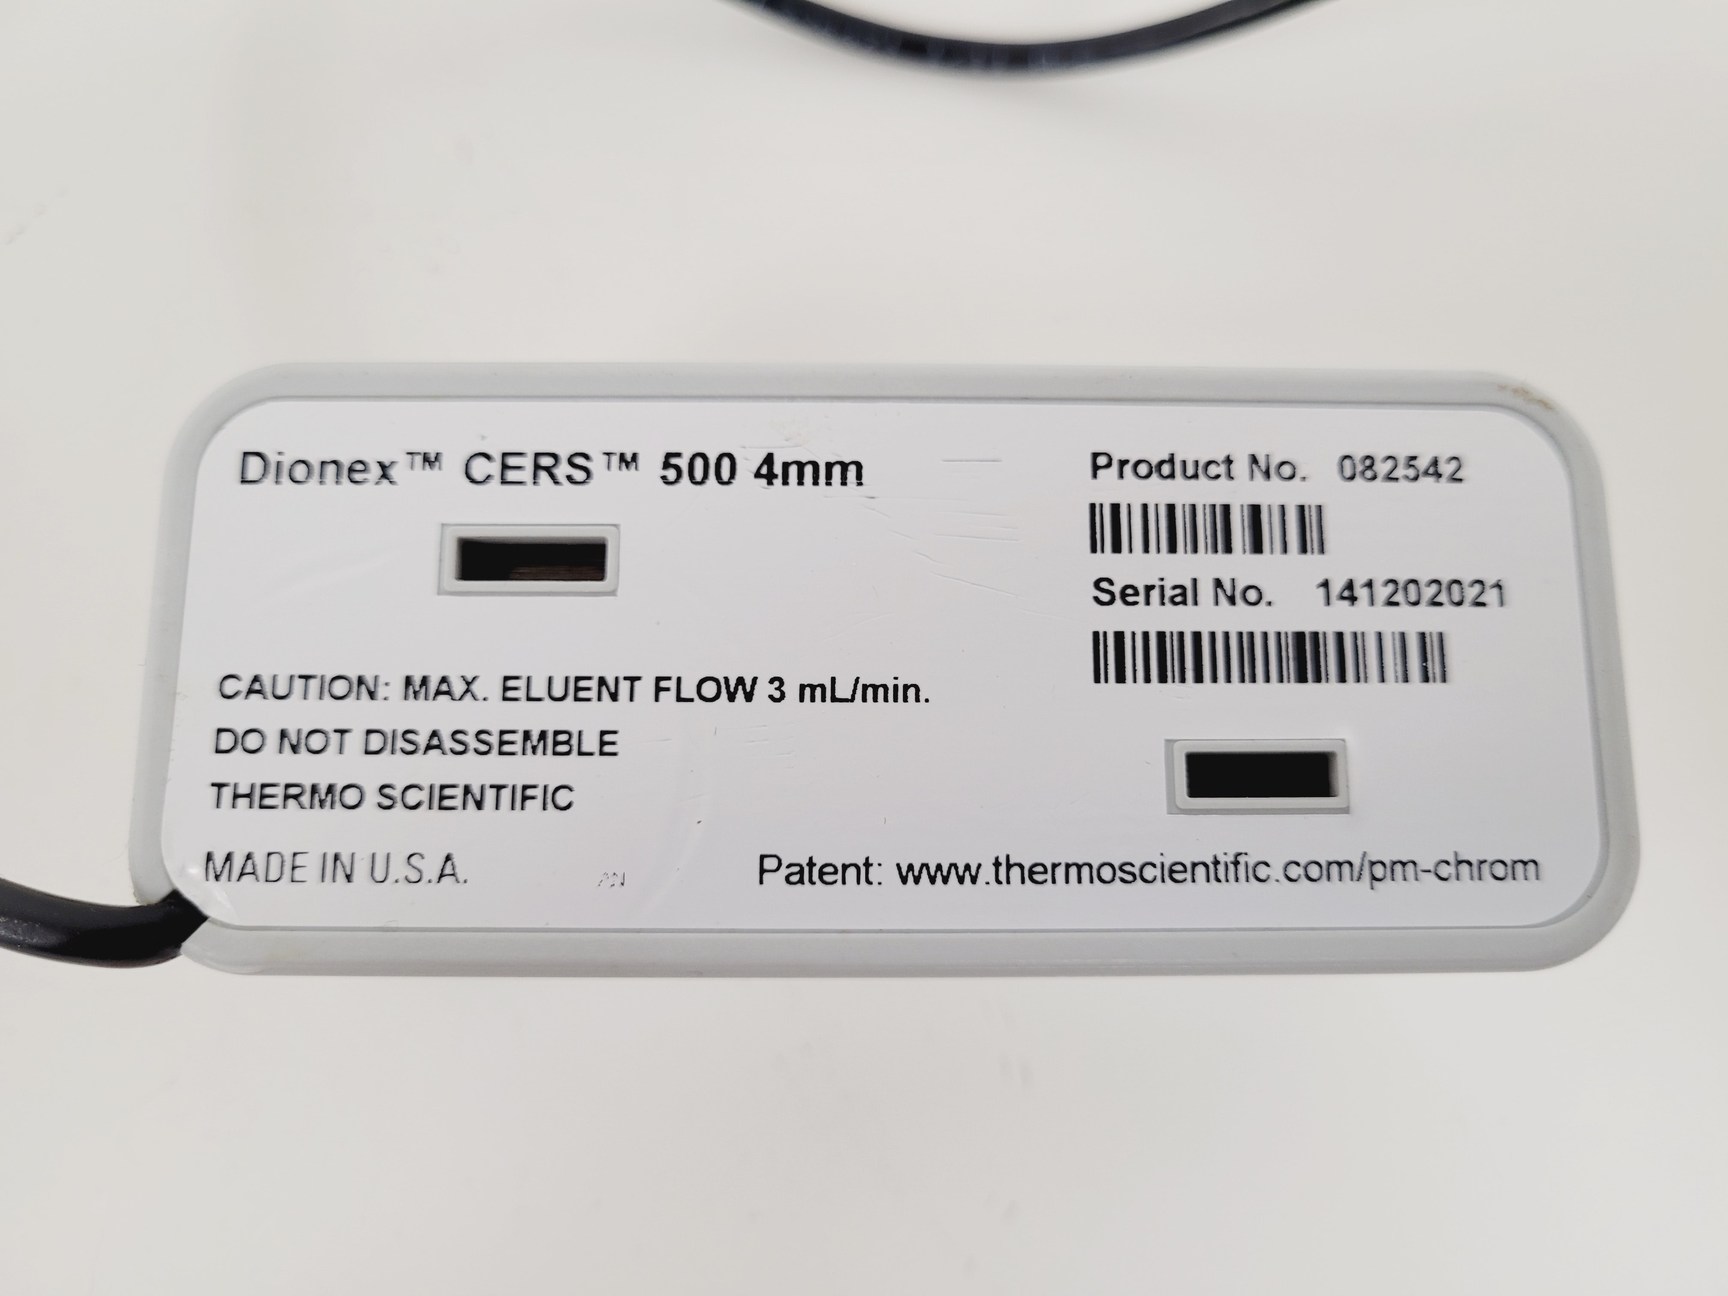 Dionex™ CERS™ 500 4mm
Product No. 082542
Serial No. 141202021
CAUTION: MAX. ELUENT FLOW 3 mL/min.
DO NOT DISASSEMBLE
THERMO SCIENTIFIC
MADE IN U.S.A.
Patent: www.thermoscientific.com/pm-chrom